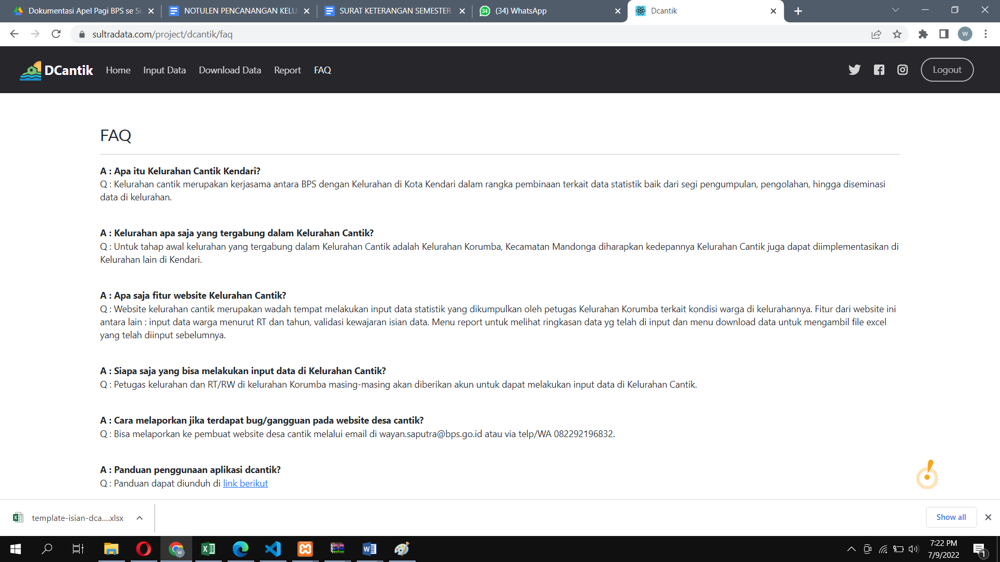 Dokumentasi Apel Pagi BPS se Su
NOTULEN PENCANANGAN KELU
SURAT KETERANGAN SEMESTER
(34) WhatsApp
Dcantik
sultradata.com/project/dcantik/faq
W
DCantik Home Input Data Download Data Report FAQ Logout
FAQ
A : Apa itu Kelurahan Cantik Kendari?
Q : Kelurahan cantik merupakan kerjasama antara BPS dengan Kelurahan di Kota Kendari dalam rangka pembinaan terkait data statistik baik dari segi pengumpulan, pengolahan, hingga diseminasi
data di kelurahan.
A : Kelurahan apa saja yang tergabung dalam Kelurahan Cantik?
Q : Untuk tahap awal kelurahan yang tergabung dalam Kelurahan Cantik adalah Kelurahan Korumba, Kecamatan Mandonga diharapkan kedepannya Kelurahan Cantik juga dapat diimplementasikan di
Kelurahan lain di Kendari.
A : Apa saja fitur website Kelurahan Cantik?
Q : Website kelurahan cantik merupakan wadah tempat melakukan input data statistik yang dikumpulkan oleh petugas Kelurahan Korumba terkait kondisi warga di kelurahannya. Fitur dari website ini
antara lain : input data warga menurut RT dan tahun, validasi kewajaran isian data. Menu report untuk melihat ringkasan data yg telah di input dan menu download data untuk mengambil file excel
yang telah diinput sebelumnya.
A : Siapa saja yang bisa melakukan input data di Kelurahan Cantik?
Q : Petugas kelurahan dan RT/RW di kelurahan Korumba masing-masing akan diberikan akun untuk dapat melakukan input data di Kelurahan Cantik.
A : Cara melaporkan jika terdapat bug/gangguan pada website desa cantik?
Q : Bisa melaporkan ke pembuat website desa cantik melalui email di wayan.saputra@bps.go.id atau via telp/WA 082292196832.
A : Panduan penggunaan aplikasi dcantik?
Q : Panduan dapat diunduh di link berikut
template-isian-dca....xlsx
Show all
7:22 PM
7/9/2022
1